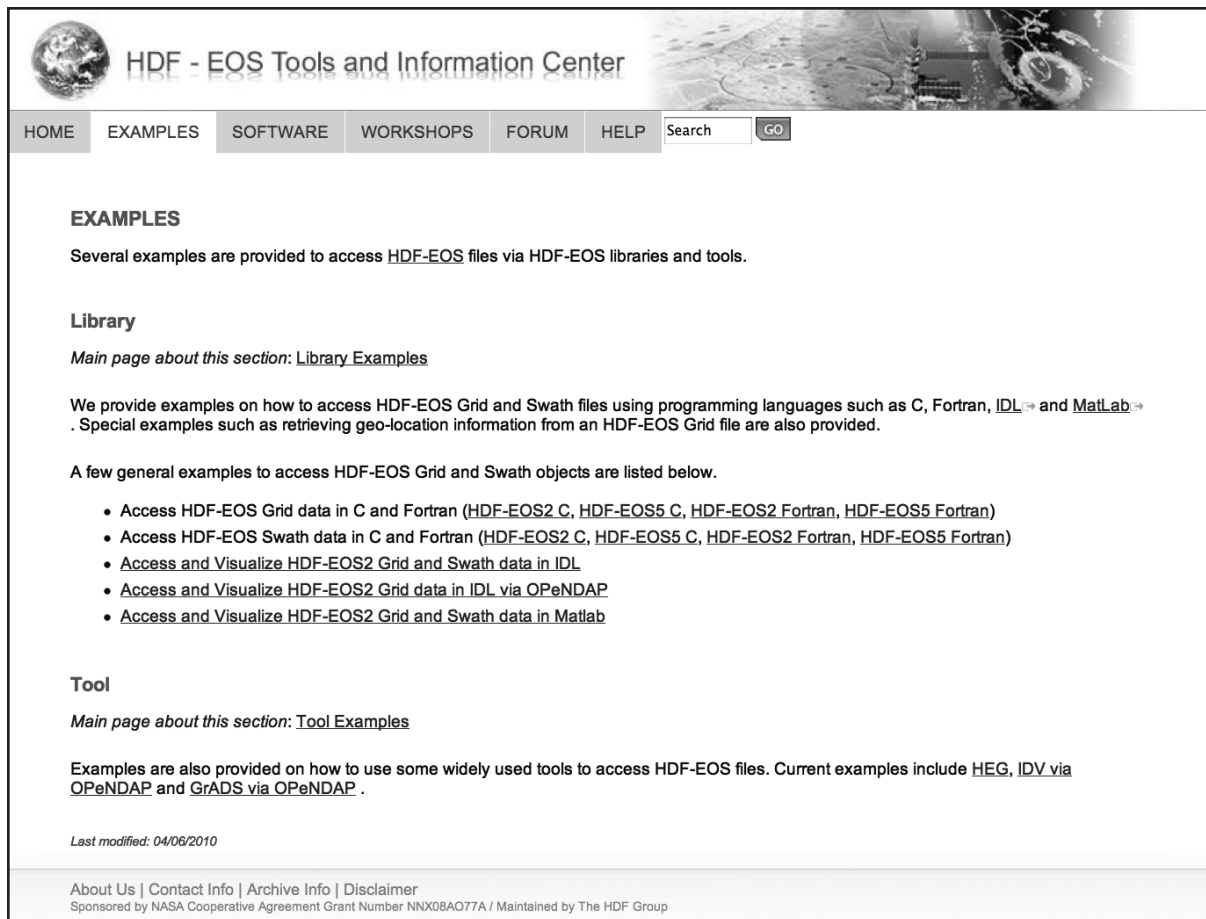 HDF - EOS Tools and Information Center
HOME EXAMPLES SOFTWARE WORKSHOPS FORUM HELP Search GO
EXAMPLES
Several examples are provided to access HDF-EOS files via HDF-EOS libraries and tools.
Library
Main page about this section: Library Examples
We provide examples on how to access HDF-EOS Grid and Swath files using programming languages such as C, Fortran, IDL and MatLab
. Special examples such as retrieving geo-location information from an HDF-EOS Grid file are also provided.
A few general examples to access HDF-EOS Grid and Swath objects are listed below.
• Access HDF-EOS Grid data in C and Fortran (HDF-EOS2 C, HDF-EOS5 C, HDF-EOS2 Fortran, HDF-EOS5 Fortran)
• Access HDF-EOS Swath data in C and Fortran (HDF-EOS2 C, HDF-EOS5 C, HDF-EOS2 Fortran, HDF-EOS5 Fortran)
• Access and Visualize HDF-EOS2 Grid and Swath data in IDL
• Access and Visualize HDF-EOS2 Grid data in IDL via OPeNDAP
• Access and Visualize HDF-EOS2 Grid and Swath data in Matlab
Tool
Main page about this section: Tool Examples
Examples are also provided on how to use some widely used tools to access HDF-EOS files. Current examples include HEG, IDV via
OPeNDAP and GrADS via OPeNDAP .
Last modified: 04/06/2010
About Us | Contact Info | Archive Info | Disclaimer
Sponsored by NASA Cooperative Agreement Grant Number NNX08AO77A / Maintained by The HDF Group